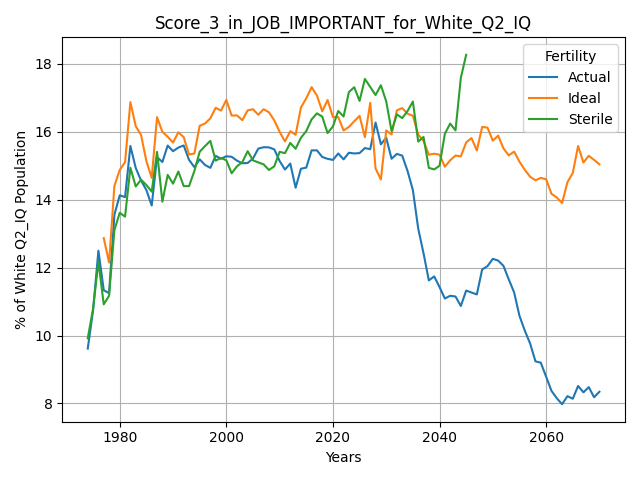 Score_3_in_JOB_IMPORTANT_for_White_Q2_IQ
Fertility
Actual
Ideal
Sterile
% of White Q2_IQ Population
18
16
14
12
10
8
1980 2000 2020 2040 2060
Years